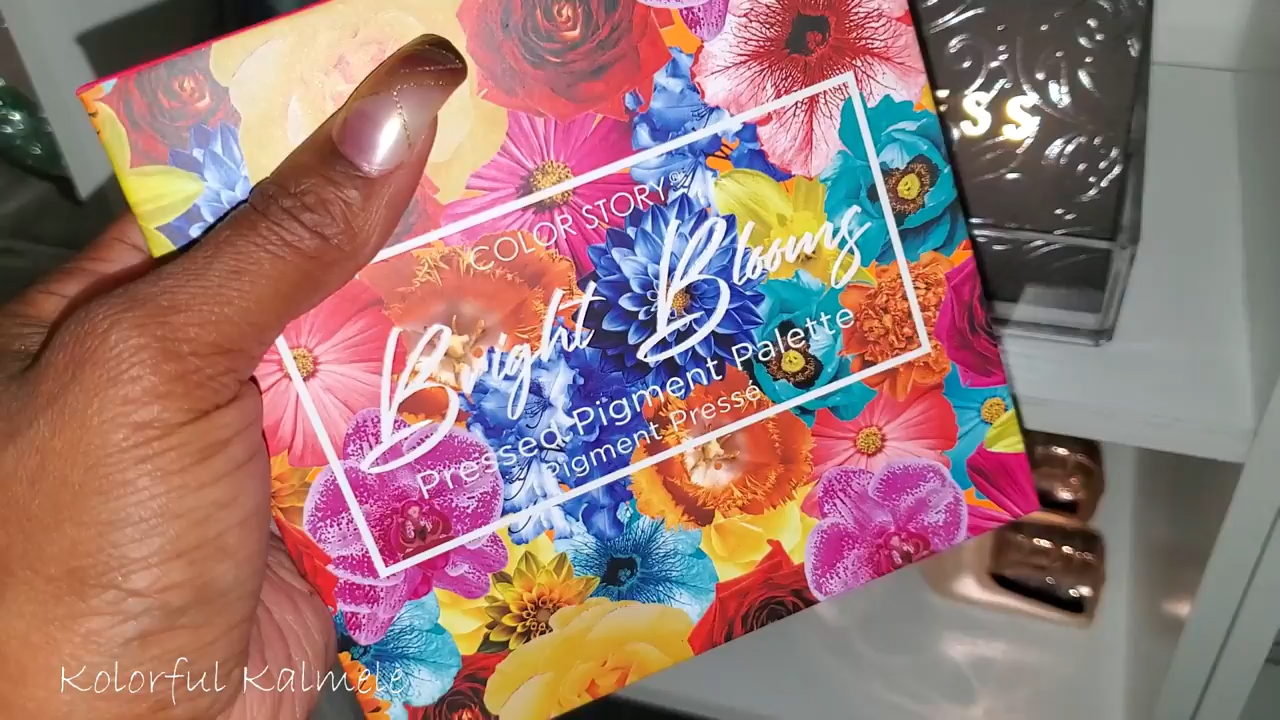 COLOR STORY®
Bright Blooms
Pressed Pigment Palette
Pigment Pressé
ss
Kolorful Kalmele